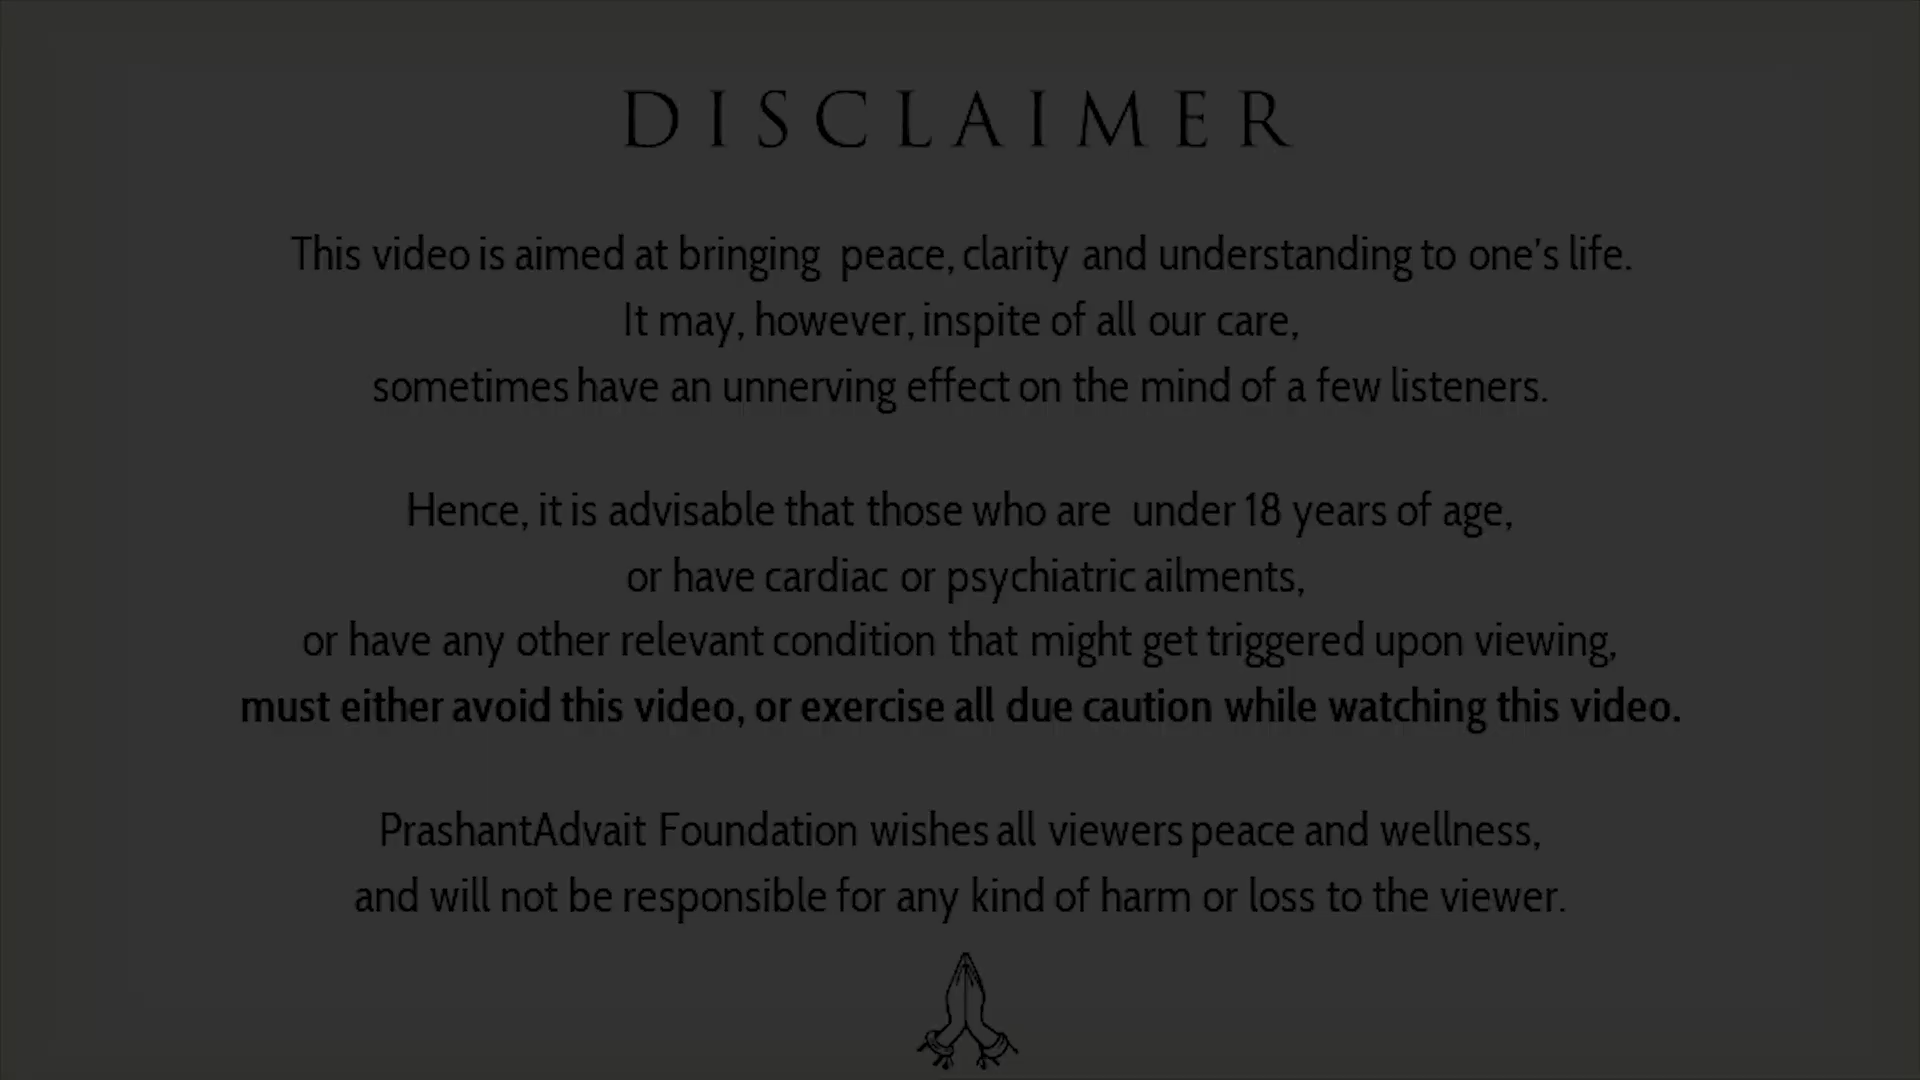 DISCLAIMER
This video is aimed at bringing peace, clarity and understanding to one's life.
It may, however, inspite of all our care,
sometimes have an unnerving effect on the mind of a few listeners.
Hence, it is advisable that those who are under 18 years of age,
or have cardiac or psychiatric ailments,
or have any other relevant condition that might get triggered upon viewing,
must either avoid this video, or exercise all due caution while watching this video.
PrashantAdvait Foundation wishes all viewers peace and wellness,
and will not be responsible for any kind of harm or loss to the viewer.